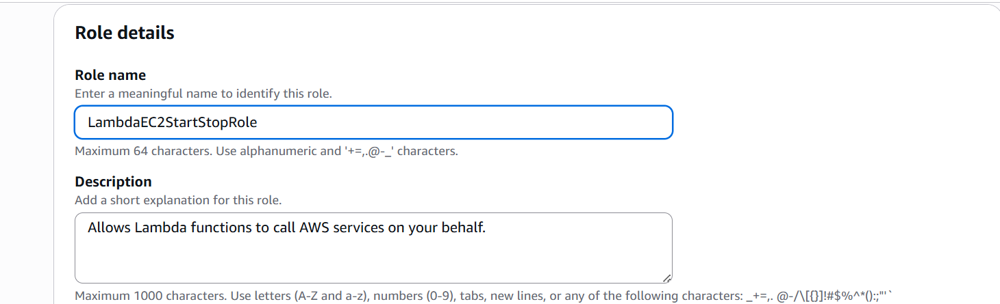 Role details
Role name
Enter a meaningful name to identify this role.
LambdaEC2StartStopRole
Maximum 64 characters. Use alphanumeric and '+=,.@-_' characters.
Description
Add a short explanation for this role.
Allows Lambda functions to call AWS services on your behalf.
Maximum 1000 characters. Use letters (A-Z and a-z), numbers (0-9), tabs, new lines, or any of the following characters: _+=,. @-/\[{}]!#$%^*();:;"'`